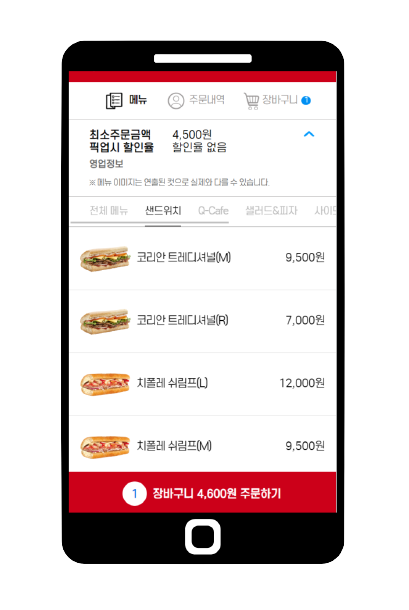 메뉴 주문내역 장바구니 1
최소주문금액 4,500원
픽업시 할인율 할인율 없음
영업정보
※ 메뉴 이미지는 연출된 컷으로 실제와 다를 수 있습니다.
전체 메뉴 샌드위치 Q-Cafe 샐러드&피자 사이드
코리안 트레디셔널(M) 9,500원
코리안 트레디셔널(R) 7,000원
치폴레 쉬림프(L) 12,000원
치폴레 쉬림프(M) 9,500원
1 장바구니 4,600원 주문하기